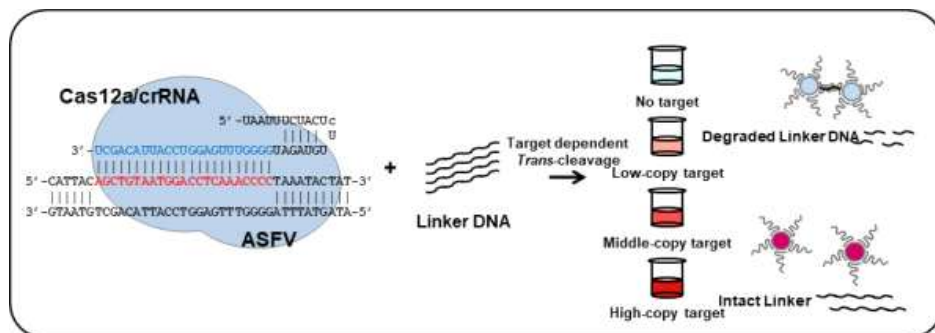 Cas12a/crRNA
5'-UAAUUUCUACUc
U
3'-UCGACAUUACCUGGAGUUUGGGGUAGAUGU
5'-CATTACAGCTGTAATGGACCTCAAACCCCTAAATACTAT-3'
3'-GTAATGTCGACATTACCTGGAGTTTGGGGATTTATGATA-5'
ASFV
+
Linker DNA
Target dependent
Trans-cleavage
No target
Low-copy target
Middle-copy target
High-copy target
Degraded Linker DNA
Intact Linker